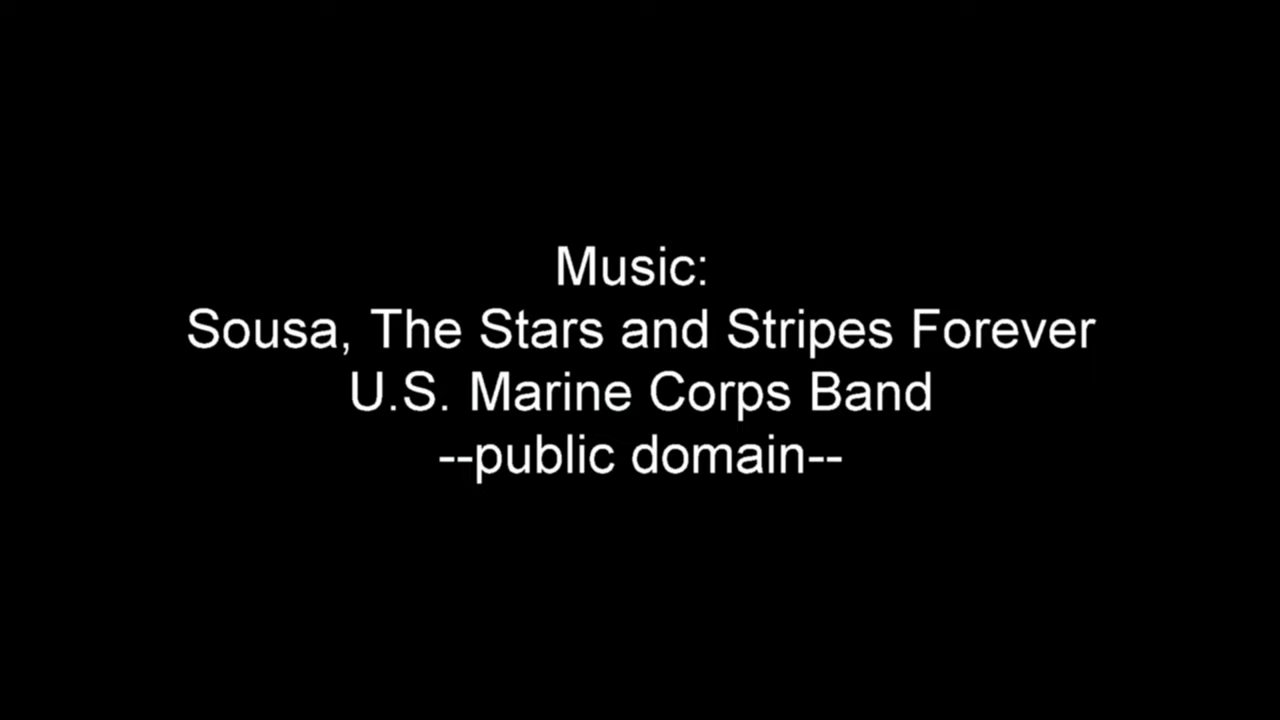 Music:
Sousa, The Stars and Stripes Forever
U.S. Marine Corps Band
--public domain--